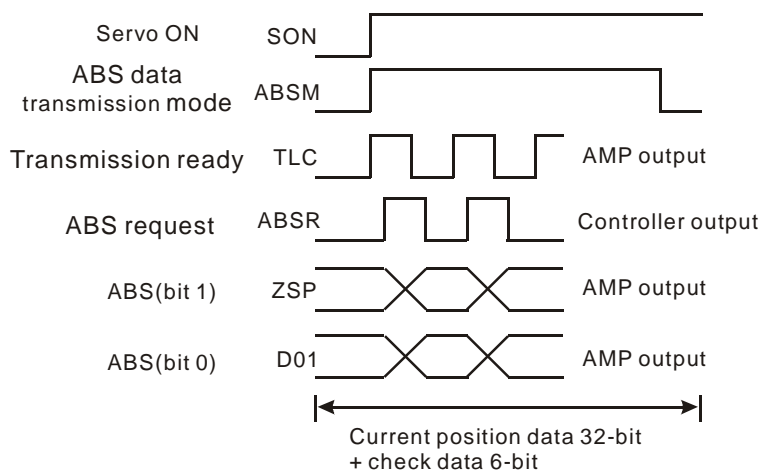 Servo ON SON
ABS data
transmission mode ABSM
Transmission ready TLC AMP output
ABS request ABSR Controller output
ABS(bit 1) ZSP AMP output
ABS(bit 0) D01 AMP output
Current position data 32-bit
+ check data 6-bit